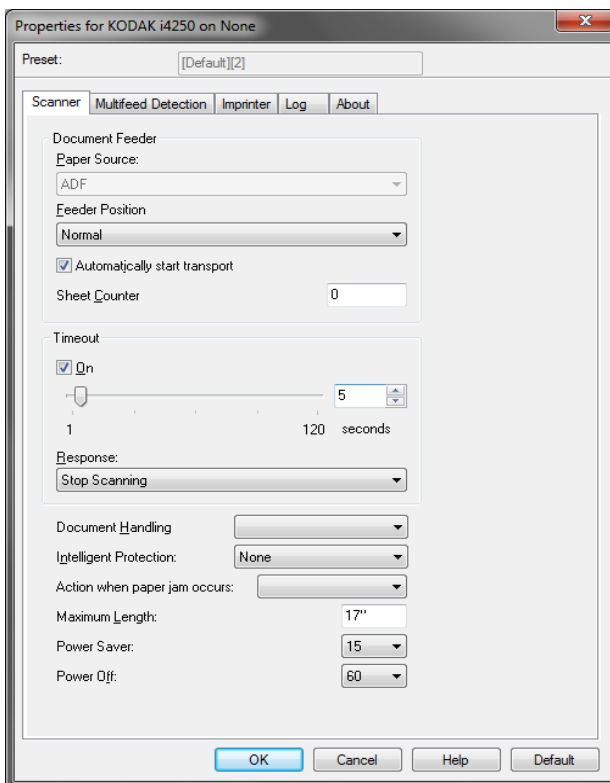 Properties for KODAK i4250 on None
Preset: [Default][2]
Scanner Multifeed Detection Imprinter Log About
Document Feeder
Paper Source:
ADF
Feeder Position
Normal
Automatically start transport
Sheet Counter 0
Timeout
On
5
1 120 seconds
Response:
Stop Scanning
Document Handling
Intelligent Protection: None
Action when paper jam occurs:
Maximum Length: 17"
Power Saver: 15
Power Off: 60
OK Cancel Help Default